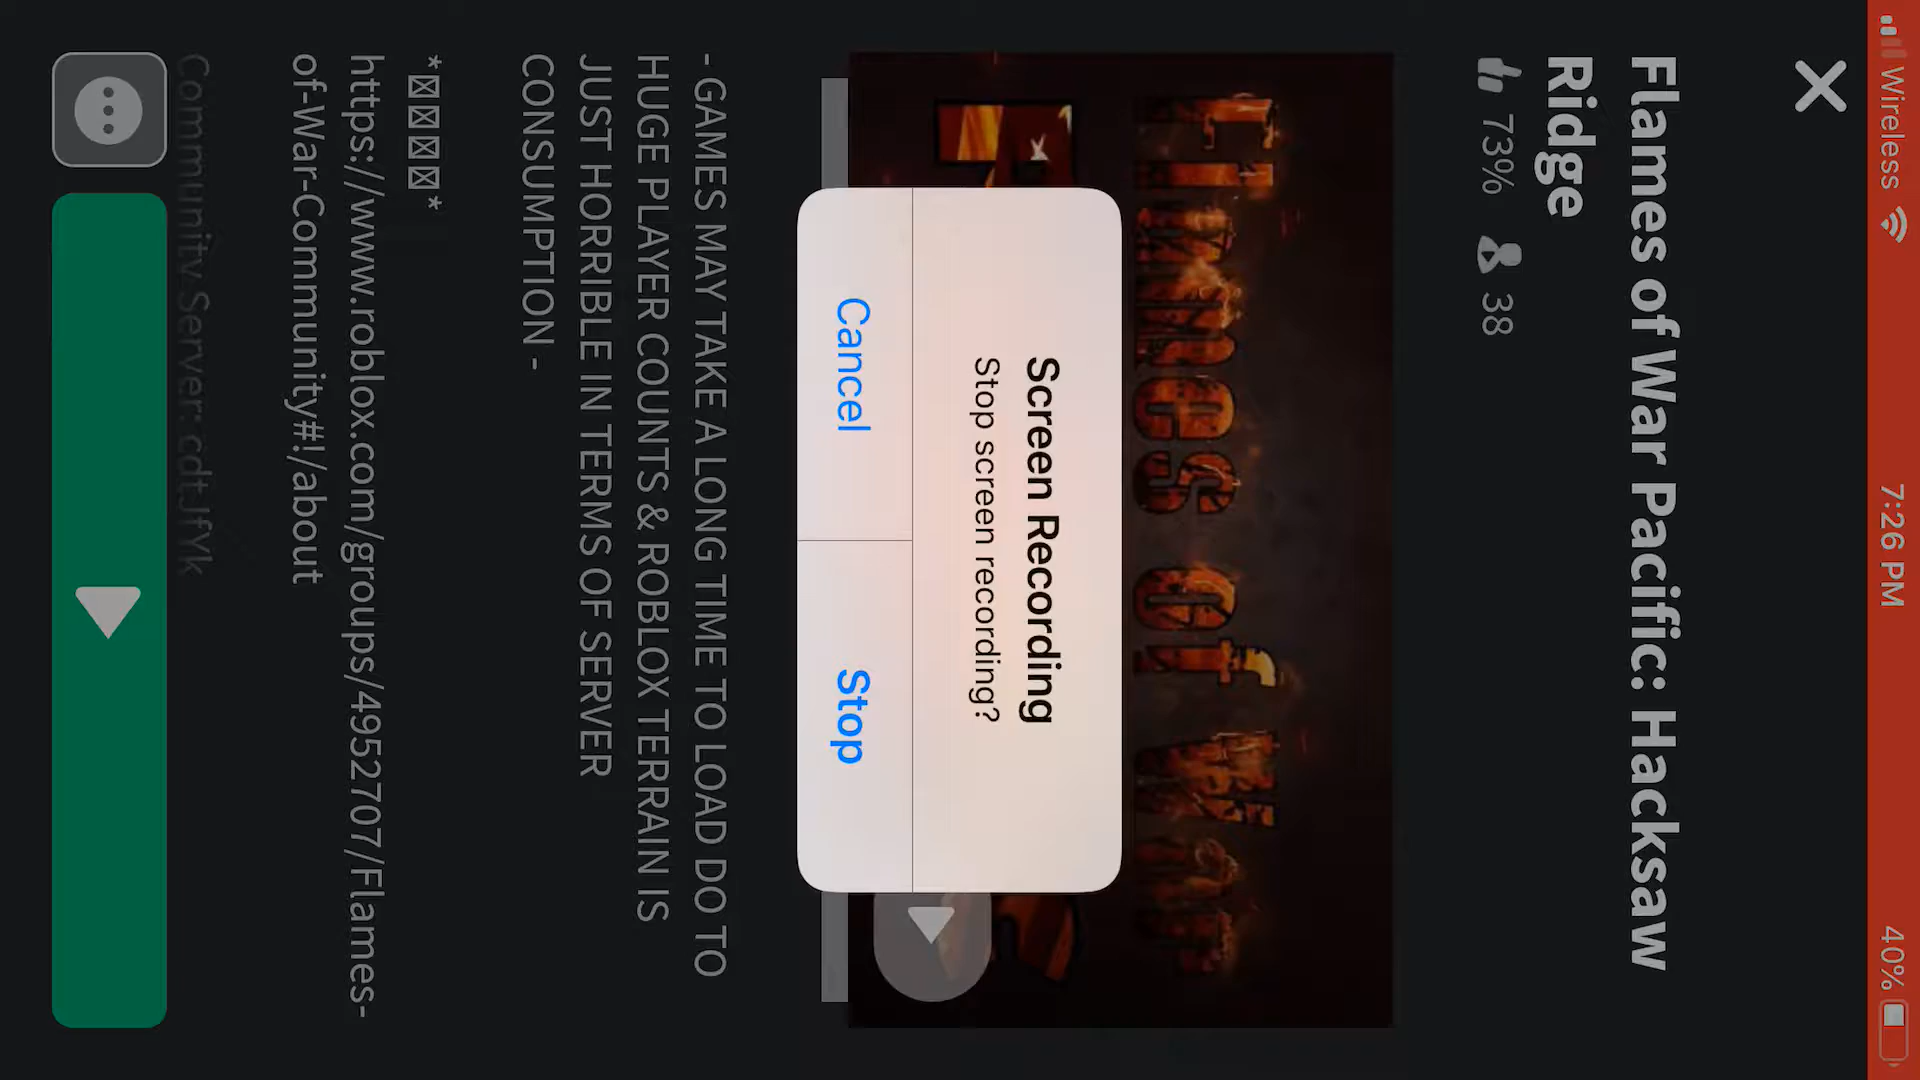 Wireless 7:26 PM 40%
Flames of War Pacific: Hacksaw
Ridge
73% 38
Flames of War
Screen Recording
Stop screen recording?
Cancel Stop
- GAMES MAY TAKE A LONG TIME TO LOAD DO TO
HUGE PLAYER COUNTS & ROBLOX TERRAIN IS
JUST HORRIBLE IN TERMS OF SERVER
CONSUMPTION -
https://www.roblox.com/groups/4952707/Flames-
of-War-Community#!/about
Community Server: cdtJfYk